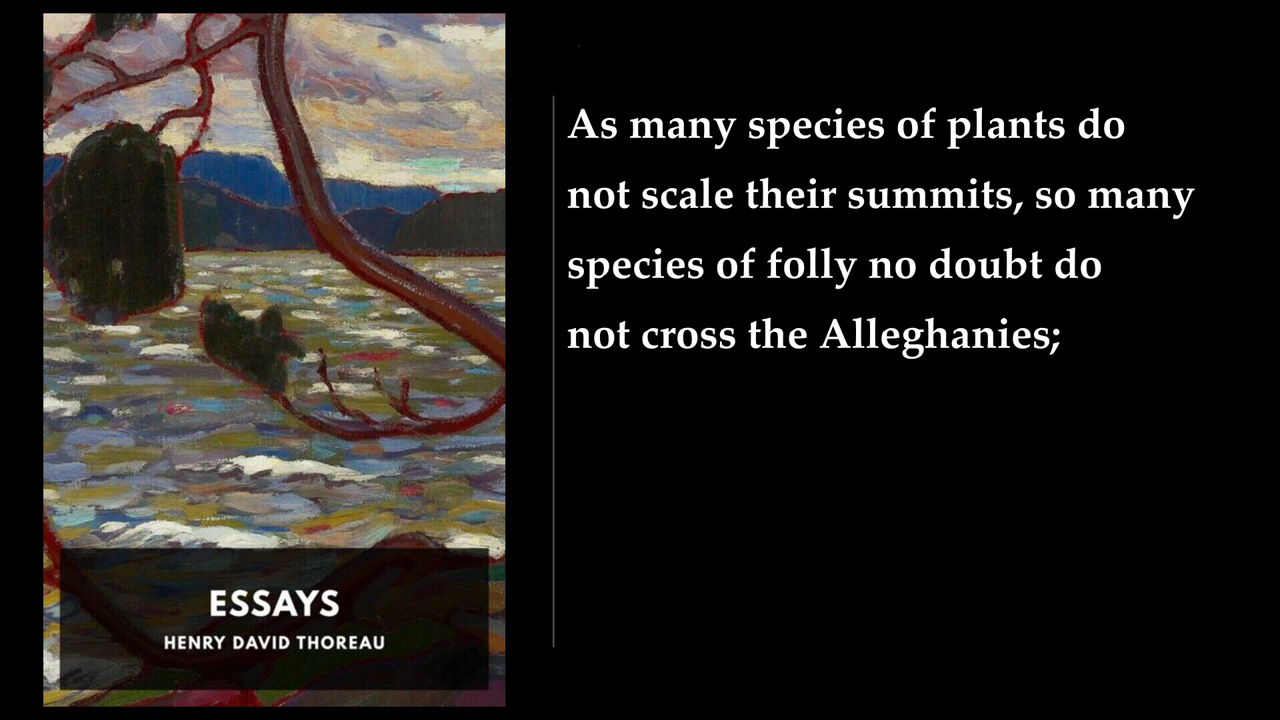 As many species of plants do
not scale their summits, so many
species of folly no doubt do
not cross the Alleghanies;
ESSAYS
HENRY DAVID THOREAU